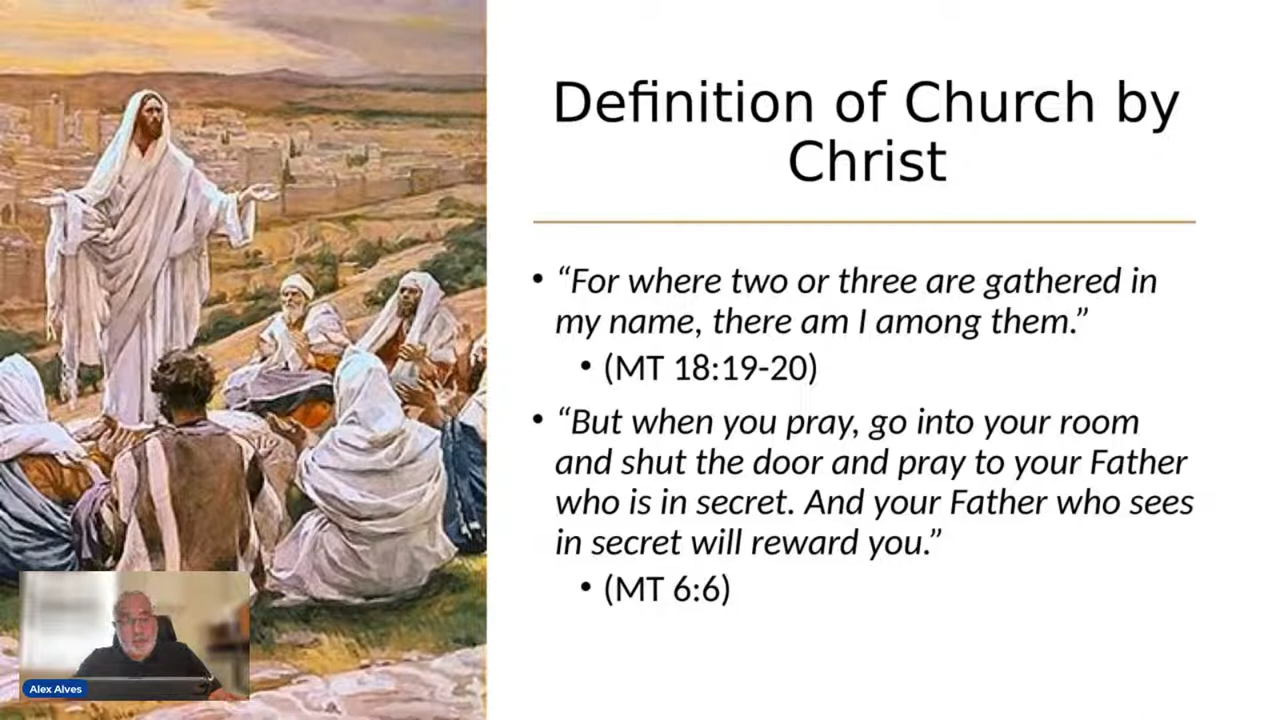 Definition of Church by
Christ
• “For where two or three are gathered in
my name, there am I among them.”
• (MT 18:19-20)
• “But when you pray, go into your room
and shut the door and pray to your Father
who is in secret. And your Father who sees
in secret will reward you.”
• (MT 6:6)
Alex Alves